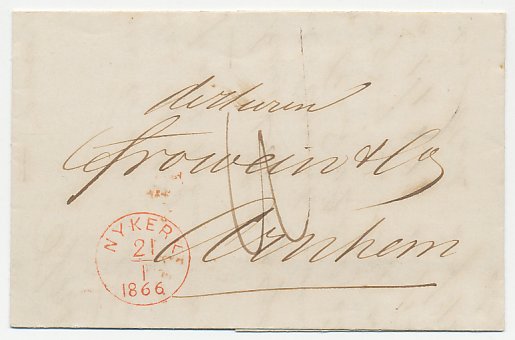 Frowein & Co
Arnhem
NYKERK
21
1
1866